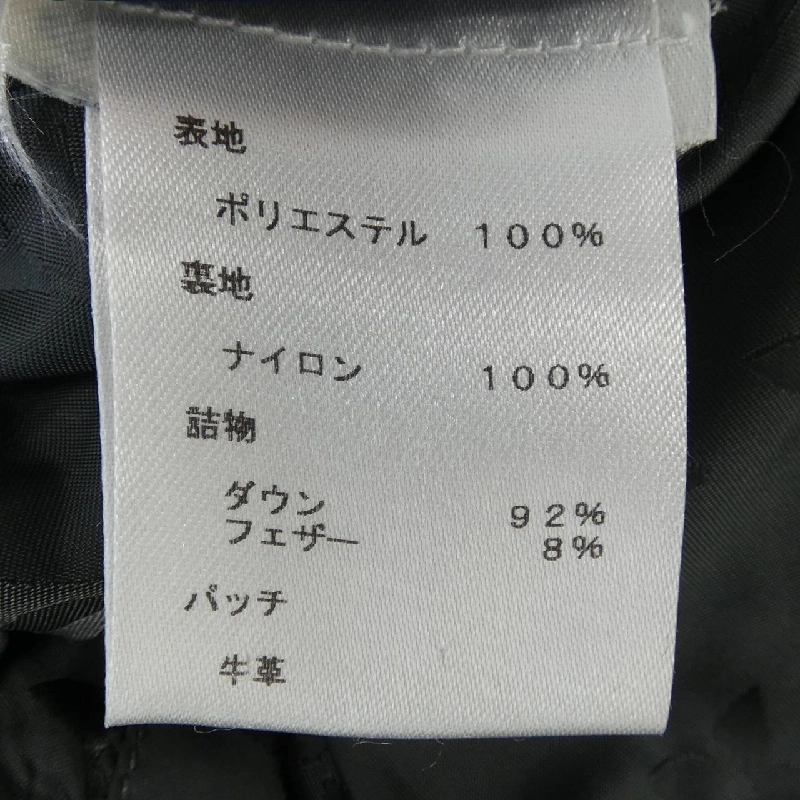 表地
ポリエステル 100%
裏地
ナイロン 100%
詰物
ダウン 92%
フェザー 8%
パッチ
牛革